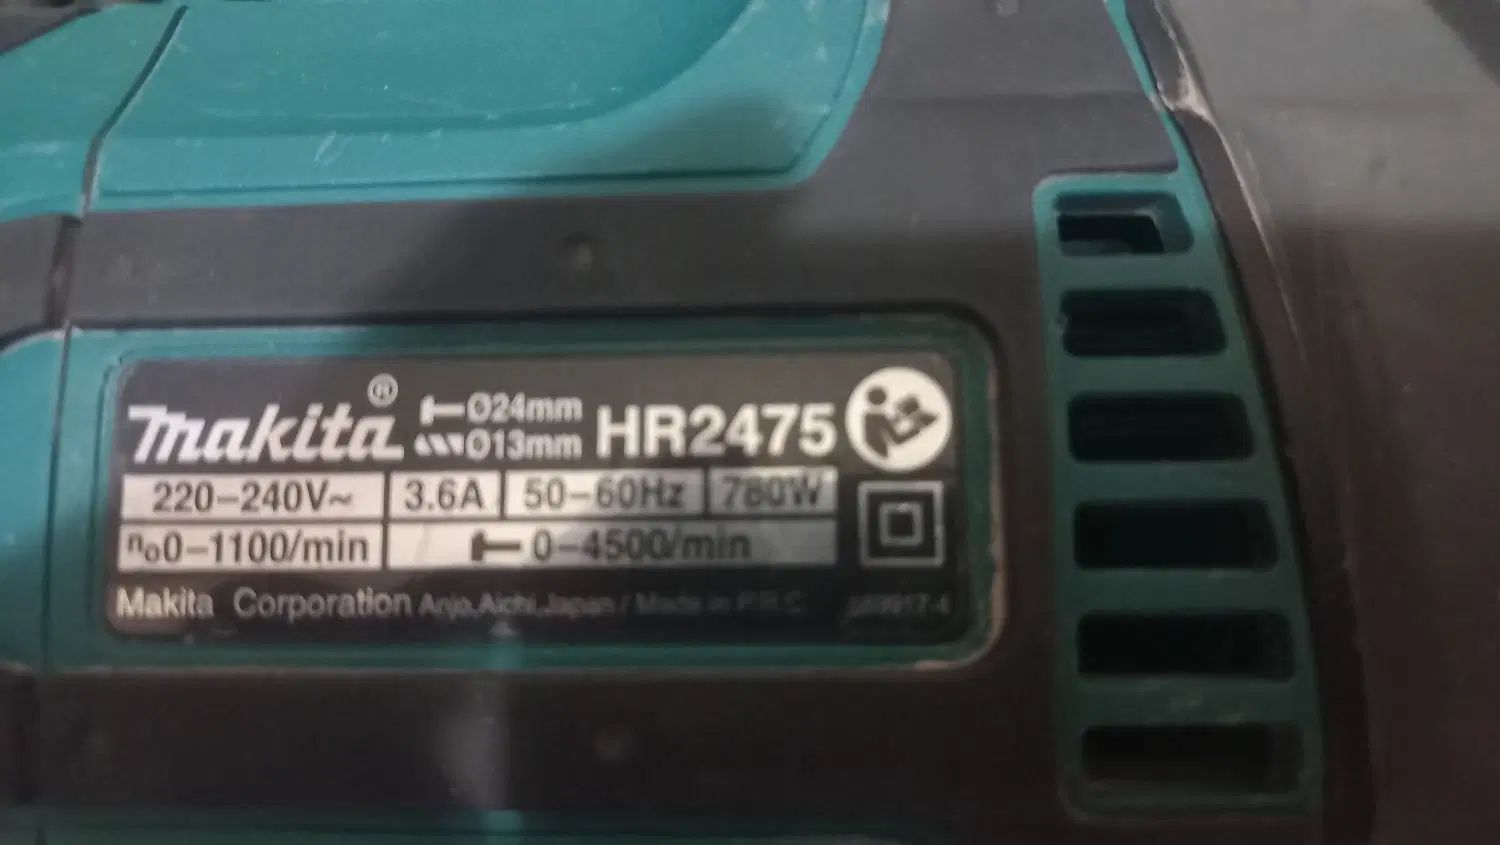 makita® Ø24mm HR2475
Ø13mm
220-240V~ 3.6A 50-60Hz 780W
n₀0-1100/min 0-4500/min
Makita Corporation Anjo,Aichi,Japan / Made in P.R.C